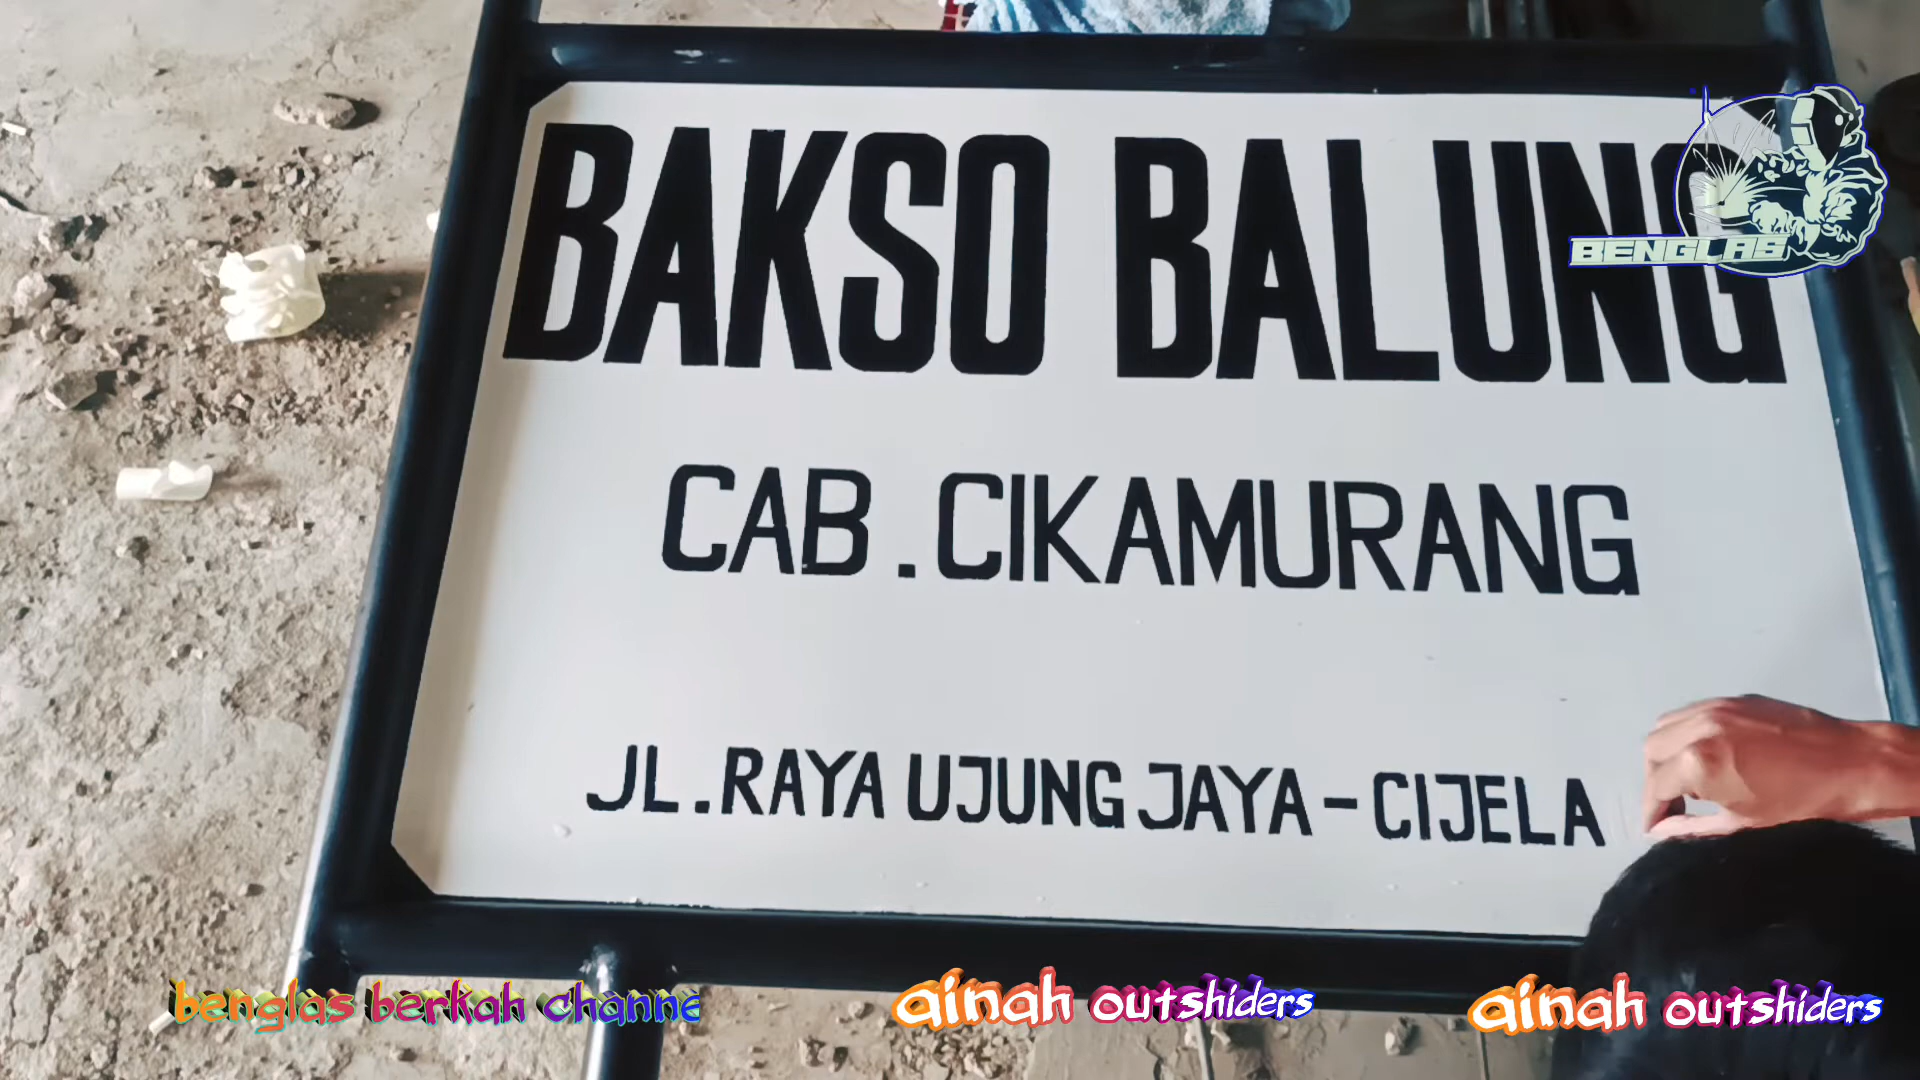 BAKSO BALUNG
BENGLAS
CAB.CIKAMURANG
JL.RAYA UJUNG JAYA-CIJELA
benglas berkah channe
ainah outshiders
ainah outshiders